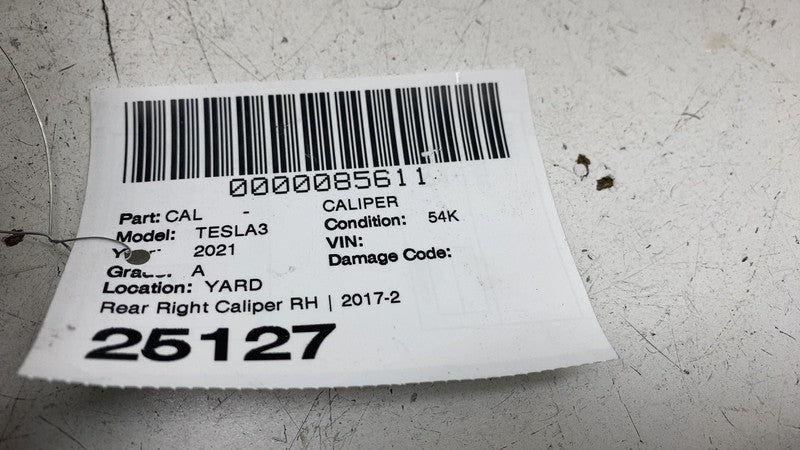 0000085611
Part: CAL - CALIPER
Model: TESLA3 Condition: 54K
2021 VIN:
A Damage Code:
Location: YARD
Rear Right Caliper RH | 2017-2
25127